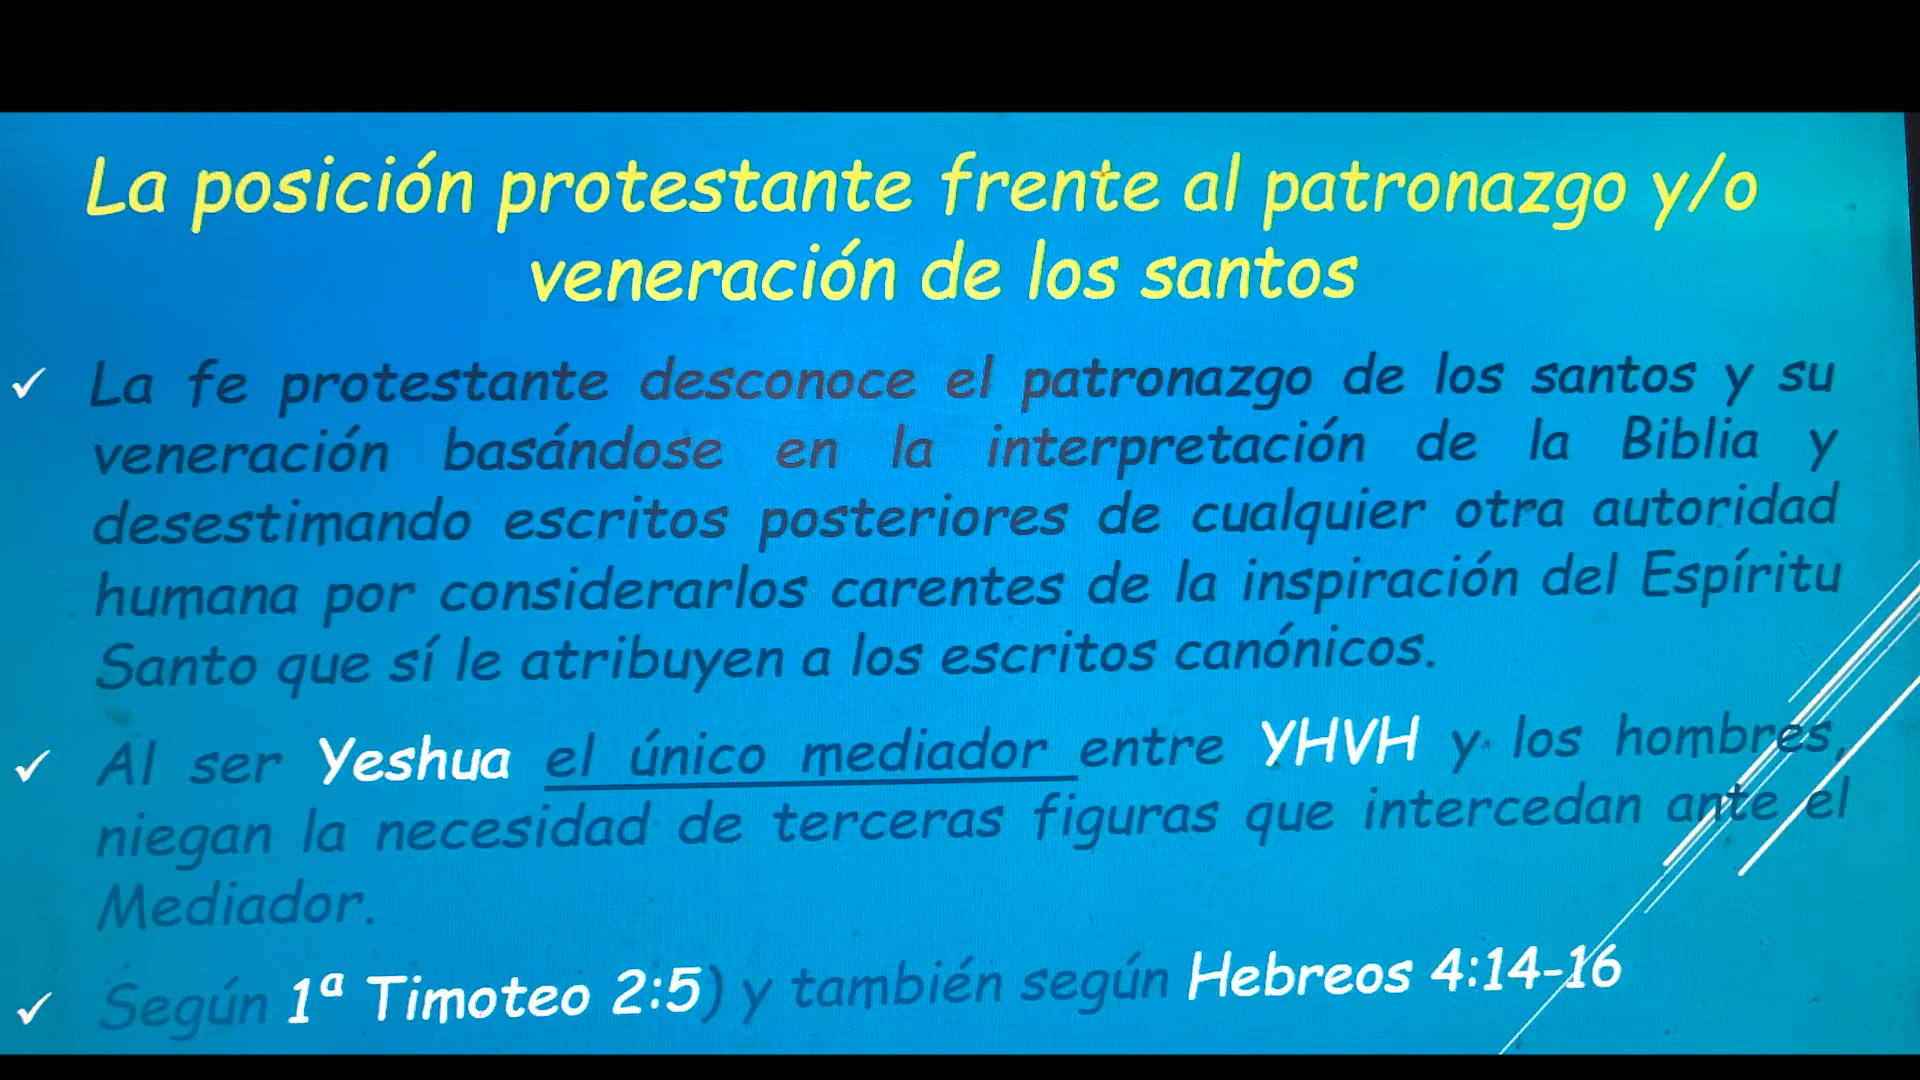 La posición protestante frente al patronazgo y/o
veneración de los santos
✓ La fe protestante desconoce el patronazgo de los santos y su
veneración basándose en la interpretación de la Biblia y
desestimando escritos posteriores de cualquier otra autoridad
humana por considerarlos carentes de la inspiración del Espíritu
Santo que sí le atribuyen a los escritos canónicos.
✓ Al ser Yeshua el único mediador entre YHVH y los hombres,
niegan la necesidad de terceras figuras que intercedan ante el
Mediador.
✓ Según 1ª Timoteo 2:5) y también según Hebreos 4:14-16